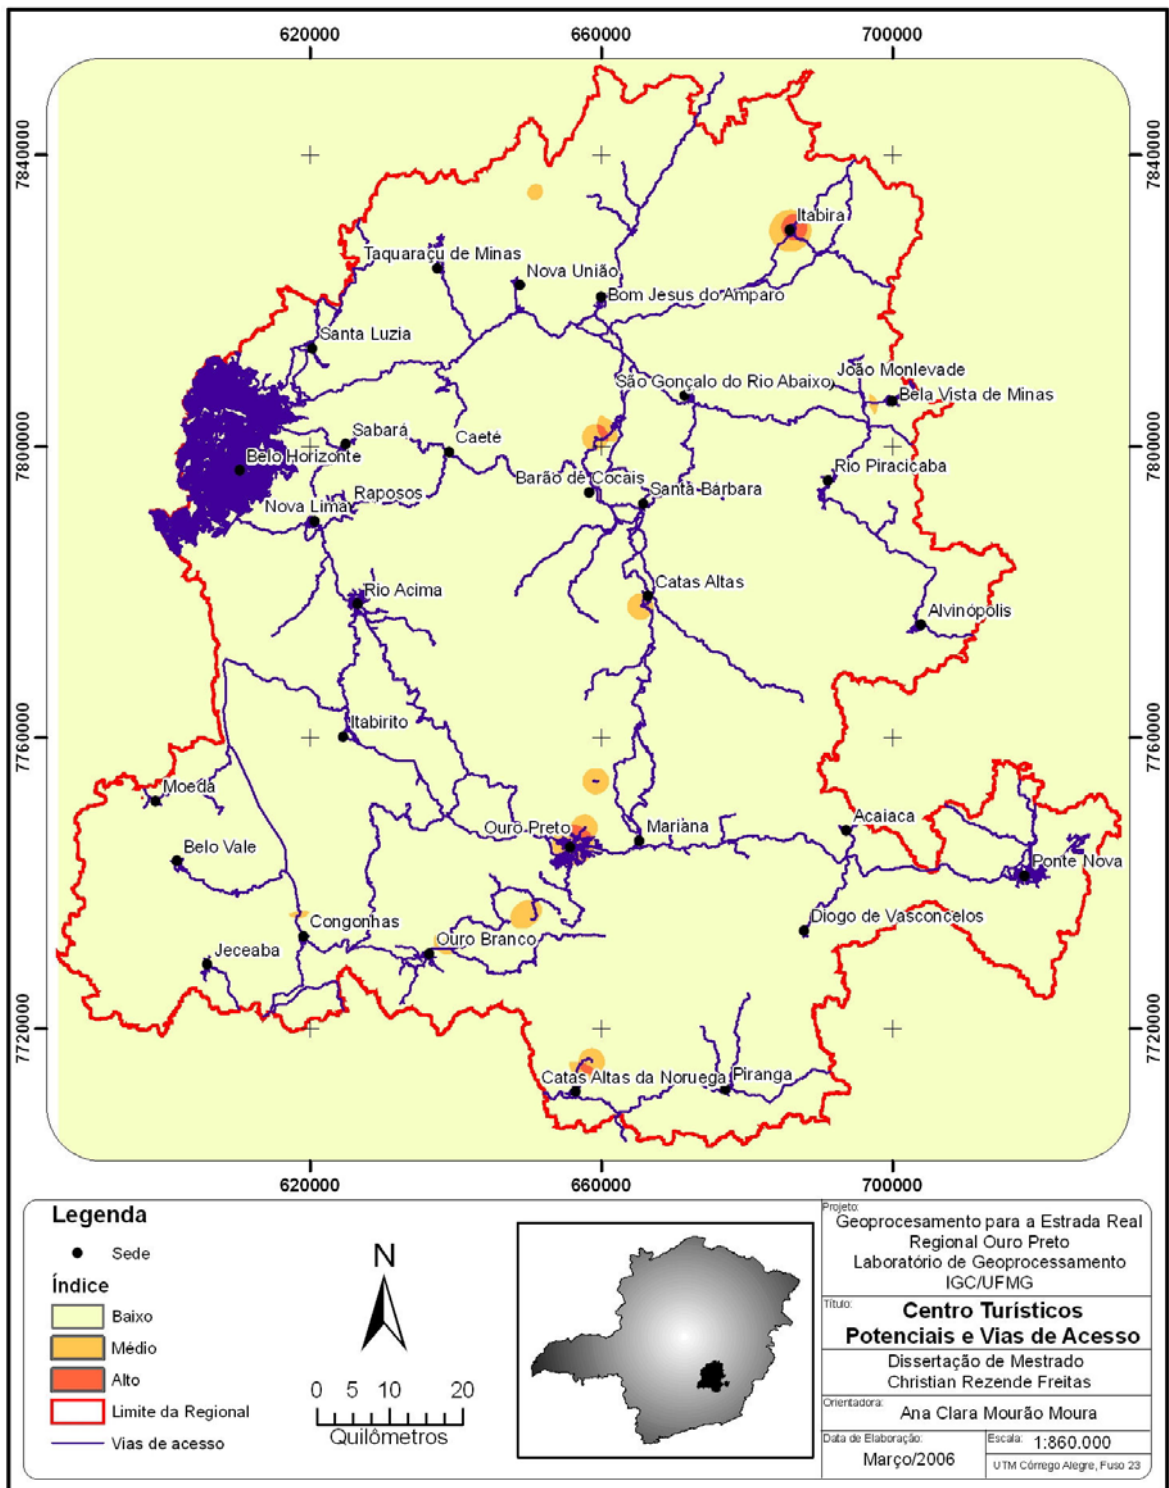 620000
660000
700000
7840000
7840000
Itabira
Taquaraçu de Minas
Nova União
Bom Jesus do Amparo
Santa Luzia
João Monlevade
São Gonçalo do Rio Abaixo
Bela Vista de Minas
7800000
7800000
Sabará
Caeté
Belo Horizonte
Rio Piracicaba
Barão de Cocais
Santa Bárbara
Raposos
Nova Lima
Catas Altas
Rio Acima
Alvinópolis
7760000
7760000
Itabirito
Moeda
Ouro Preto
Mariana
Acaiaca
Belo Vale
Ponte Nova
Congonhas
Diogo de Vasconcelos
Ouro Branco
Jeceaba
7720000
7720000
Catas Altas da Noruega
Piranga
620000
660000
700000
Legenda
Sede
Índice
Baixo
Médio
Alto
Limite da Regional
Vias de acesso
N
0 5 10 20
Quilômetros
Projeto:
Geoprocesamento para a Estrada Real
Regional Ouro Preto
Laboratório de Geoprocessamento
IGC/UFMG
Título:
Centro Turísticos
Potenciais e Vias de Acesso
Dissertação de Mestrado
Christian Rezende Freitas
Orientadora:
Ana Clara Mourão Moura
Data de Elaboração:
Março/2006
Escala:
1:860.000
UTM Córrego Alegre, Fuso 23